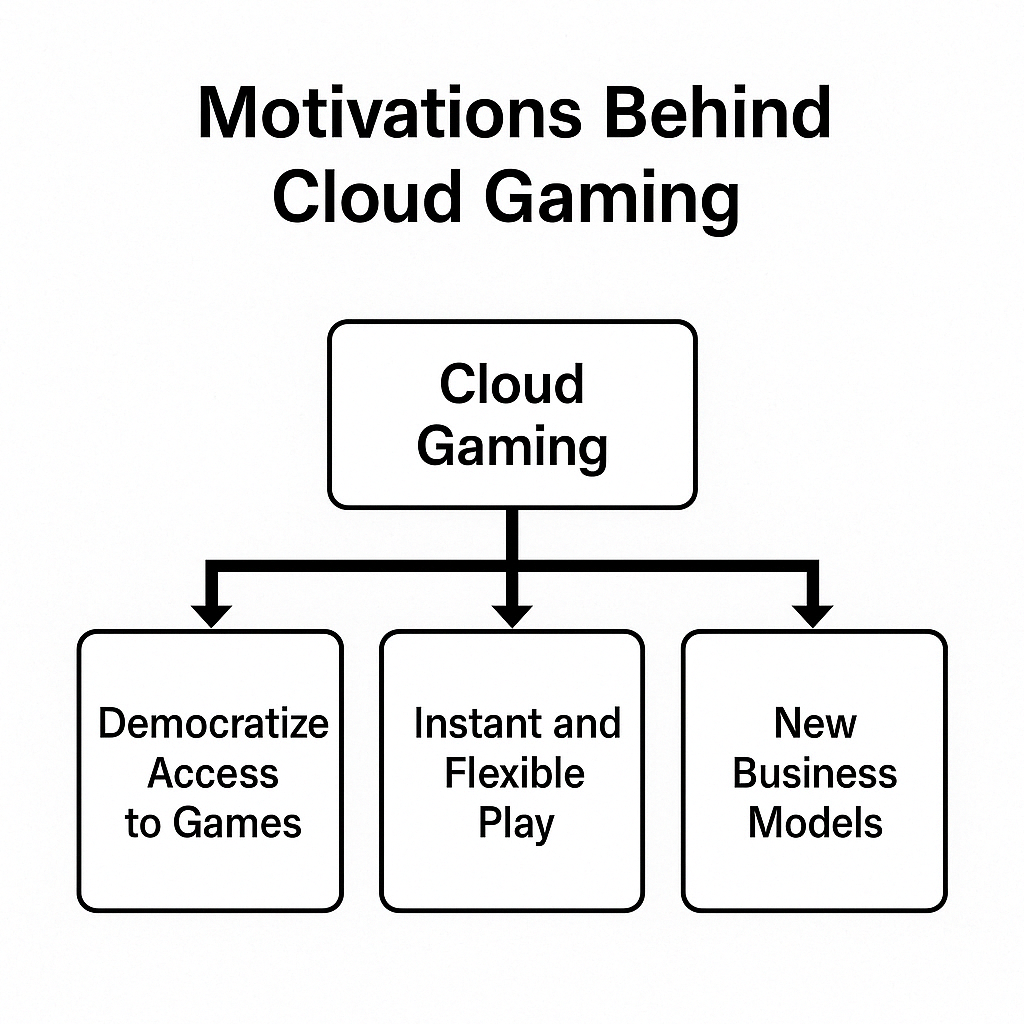 Motivations Behind
Cloud Gaming
Cloud
Gaming
Democratize
Access
to Games
Instant and
Flexible
Play
New
Business
Models